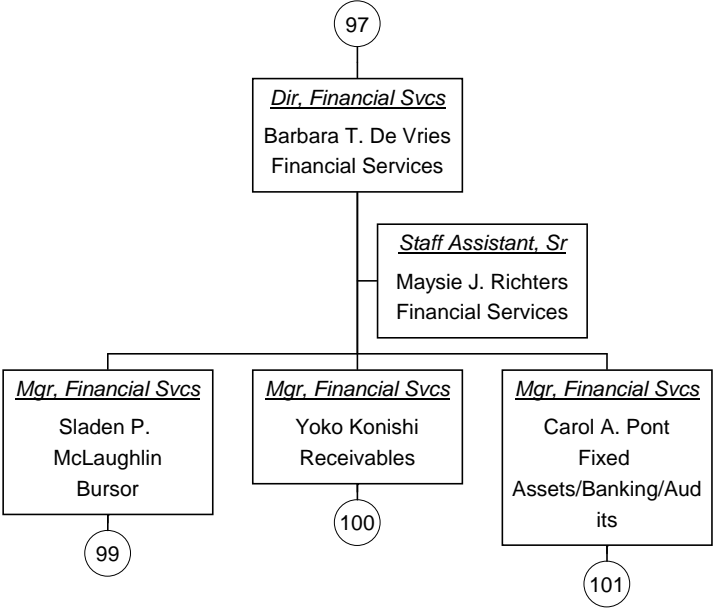 97
Dir, Financial Svcs
Barbara T. De Vries
Financial Services
Staff Assistant, Sr
Maysie J. Richters
Financial Services
Mgr, Financial Svcs
Sladen P.
McLaughlin
Bursor
99
Mgr, Financial Svcs
Yoko Konishi
Receivables
100
Mgr, Financial Svcs
Carol A. Pont
Fixed
Assets/Banking/Aud
its
101